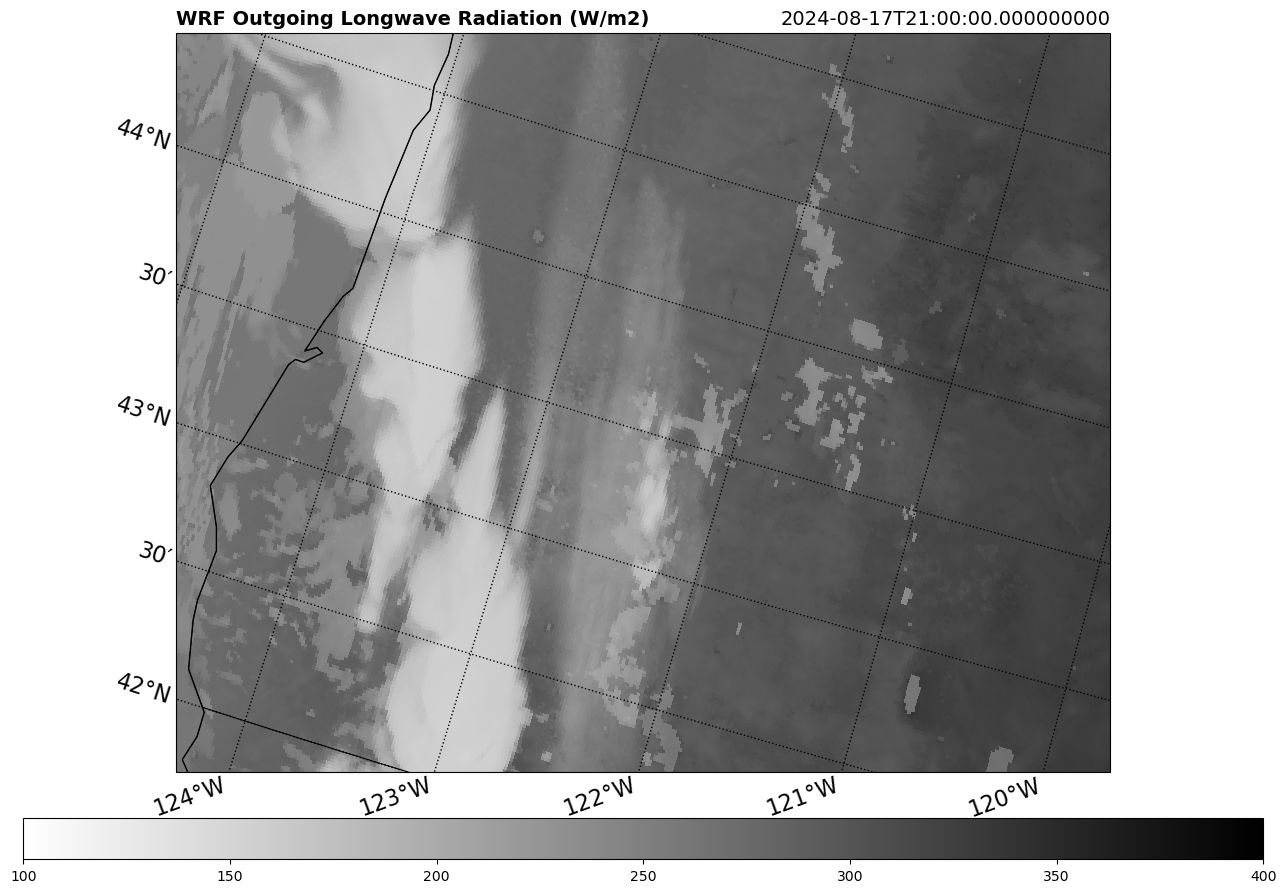 WRF Outgoing Longwave Radiation (W/m2) 2024-08-17T21:00:00.000000000
44°N
30′
43°N
30′
42°N
124°W 123°W 122°W 121°W 120°W
100 150 200 250 300 350 400